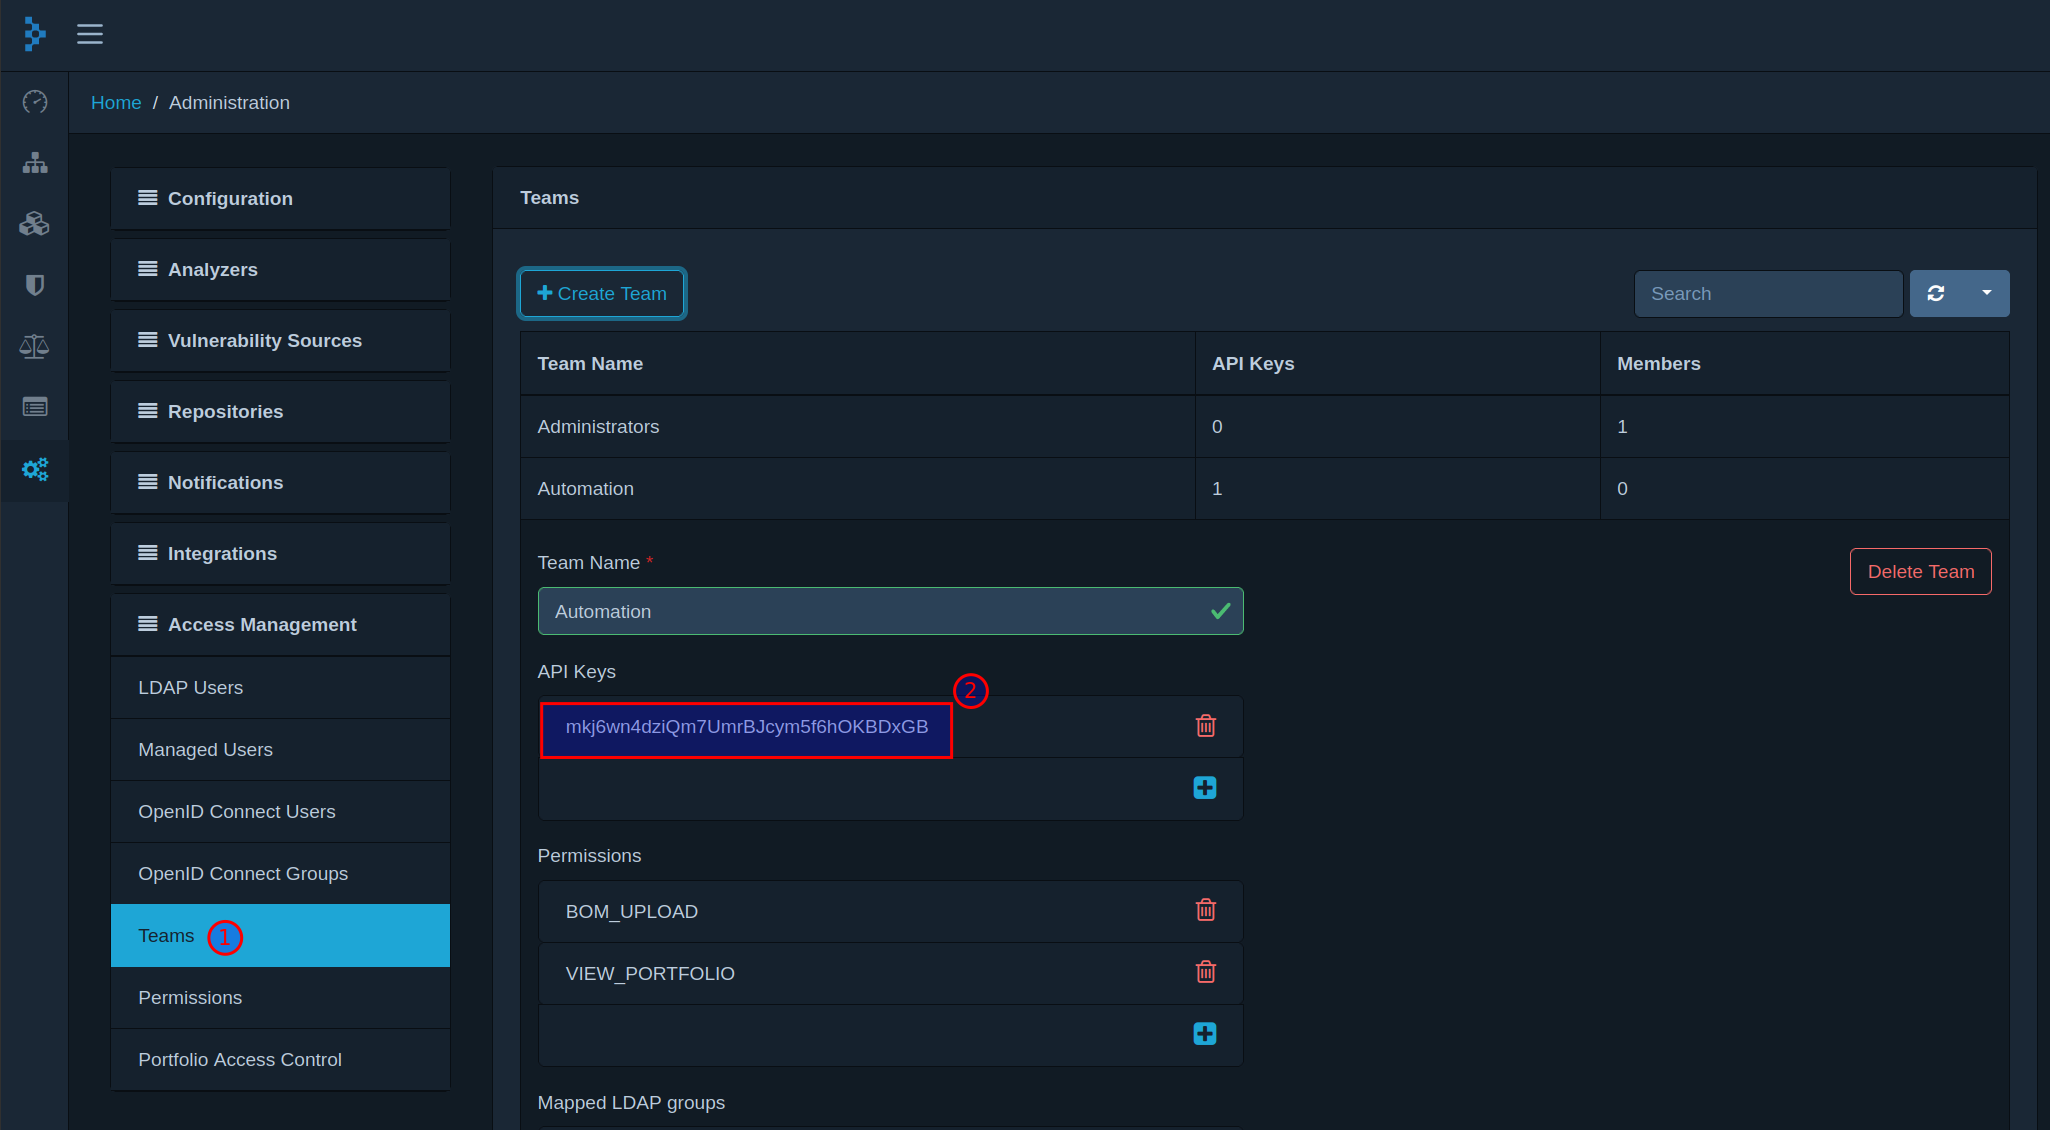 Home / Administration
Configuration
Analyzers
Vulnerability Sources
Repositories
Notifications
Integrations
Access Management
LDAP Users
Managed Users
OpenID Connect Users
OpenID Connect Groups
Teams 1
Permissions
Portfolio Access Control
Teams
Create Team
Search
Team Name API Keys Members
Administrators 0 1
Automation 1 0
Team Name *
Delete Team
Automation
API Keys
2
mkj6wn4dziQm7UmrBJcym5f6hOKBDxGB
Permissions
BOM_UPLOAD
VIEW_PORTFOLIO
Mapped LDAP groups